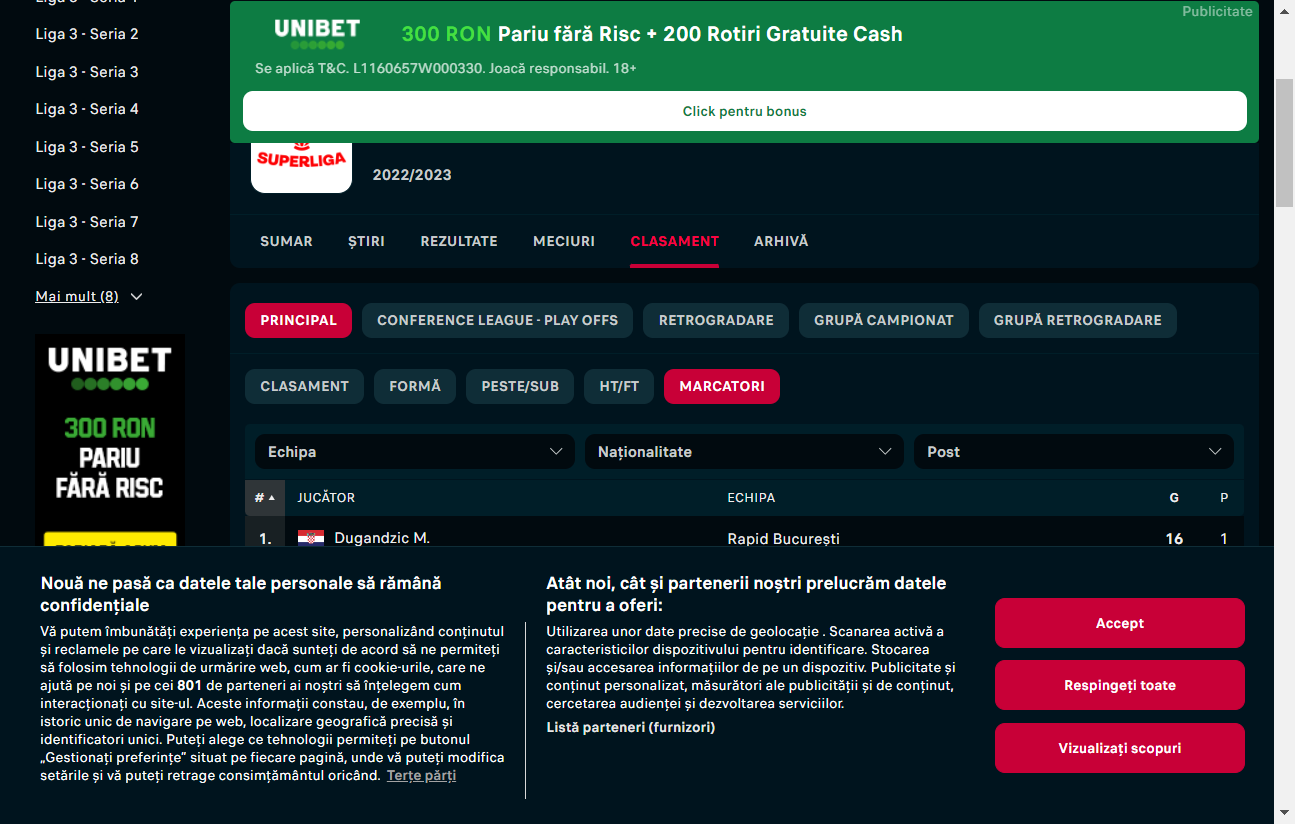 Liga 3 - Seria 2
Liga 3 - Seria 3
Liga 3 - Seria 4
Liga 3 - Seria 5
Liga 3 - Seria 6
Liga 3 - Seria 7
Liga 3 - Seria 8
Mai mult (8)
UNIBET
300 RON
PARIU
FĂRĂ RISC
Publicitate
UNIBET
300 RON Pariu fără Risc + 200 Rotiri Gratuite Cash
Se aplică T&C. L1160657W000330. Joacă responsabil. 18+
Click pentru bonus
SUPERLIGA
2022/2023
SUMAR ȘTIRI REZULTATE MECIURI CLASAMENT ARHIVĂ
PRINCIPAL CONFERENCE LEAGUE - PLAY OFFS RETROGRADARE GRUPĂ CAMPIONAT GRUPĂ RETROGRADARE
CLASAMENT FORMĂ PESTE/SUB HT/FT MARCATORI
Echipa Naționalitate Post
# JUCĂTOR ECHIPA G P
1. Dugandzic M. Rapid București 16 1
Nouă ne pasă ca datele tale personale să rămână
confidențiale
Vă putem îmbunătăți experiența pe acest site, personalizând conținutul
și reclamele pe care le vizualizați dacă sunteți de acord să ne permiteți
să folosim tehnologii de urmărire web, cum ar fi cookie-urile, care ne
ajută pe noi și pe cei 801 de parteneri ai noștri să înțelegem cum
interacționați cu site-ul. Aceste informații constau, de exemplu, în
istoric unic de navigare pe web, localizare geografică precisă și
identificatori unici. Puteți alege ce tehnologii permiteți pe butonul
„Gestionați preferințe” situat pe fiecare pagină, unde vă puteți modifica
setările și vă puteți retrage consimțământul oricând. Terțe părți
Atât noi, cât și partenerii noștri prelucrăm datele
pentru a oferi:
Utilizarea unor date precise de geolocație . Scanarea activă a
caracteristicilor dispozitivului pentru identificare. Stocarea
și/sau accesarea informațiilor de pe un dispozitiv. Publicitate și
conținut personalizat, măsurători ale publicității și de conținut,
cercetarea audienței și dezvoltarea serviciilor.
Listă parteneri (furnizori)
Accept
Respingeți toate
Vizualizați scopuri